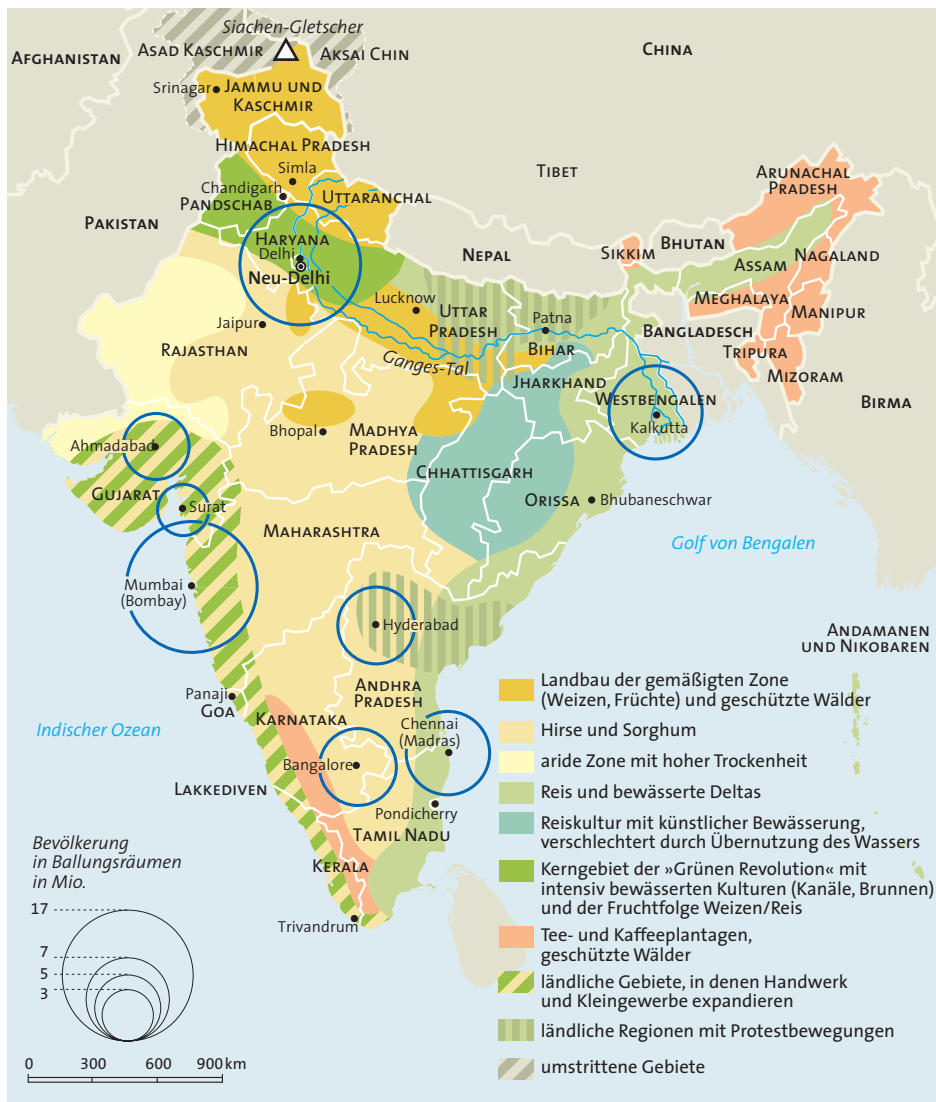 Siachen-Gletscher
AFGHANISTAN
ASAD KASCHMIR
AKSAI CHIN
CHINA
Srinagar
JAMMU UND
KASCHMIR
HIMACHAL PRADESH
Simla
TIBET
ARUNACHAL
PRADESH
Chandigarh
PANDSCHAB
UTTARANCHAL
PAKISTAN
HARYANA
Delhi
Neu-Delhi
NEPAL
SIKKIM
BHUTAN
ASSAM
NAGALAND
Lucknow
UTTAR
PRADESH
MEGHALAYA
MANIPUR
Jaipur
Patna
BANGLADESCH
RAJASTHAN
BIHAR
TRIPURA
Ganges-Tal
JHARKHAND
MIZORAM
WESTBENGALEN
BIRMA
Kalkutta
Bhopal
MADHYA
PRADESH
Ahmadabad
CHHATTISGARH
GUJARAT
Surat
ORISSA
Bhubaneschwar
MAHARASHTRA
Golf von Bengalen
Mumbai
(Bombay)
Hyderabad
ANDAMANEN
UND NIKOBAREN
Panaji
GOA
ANDHRA
PRADESH
Indischer Ozean
KARNATAKA
Chennai
(Madras)
Bangalore
LAKKEDIVEN
Pondicherry
TAMIL NADU
KERALA
Trivandrum
Landbau der gemäßigten Zone
(Weizen, Früchte) und geschützte Wälder
Hirse und Sorghum
aride Zone mit hoher Trockenheit
Reis und bewässerte Deltas
Reiskultur mit künstlicher Bewässerung,
verschlechtert durch Übernutzung des Wassers
Kerngebiet der »Grünen Revolution« mit
intensiv bewässerten Kulturen (Kanäle, Brunnen)
und der Fruchtfolge Weizen/Reis
Tee- und Kaffeeplantagen,
geschützte Wälder
ländliche Gebiete, in denen Handwerk
und Kleingewerbe expandieren
ländliche Regionen mit Protestbewegungen
umstrittene Gebiete
Bevölkerung
in Ballungsräumen
in Mio.
17
7
5
3
0 300 600 900 km